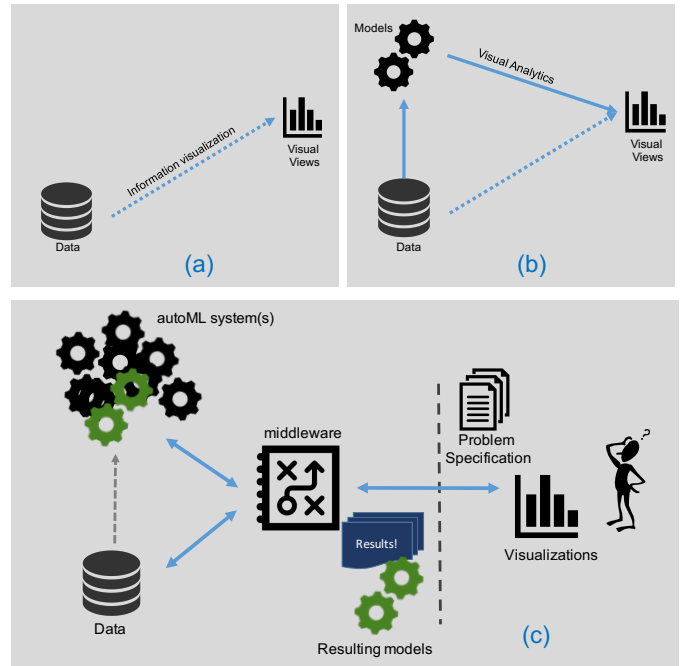 Information visualization
Visual
Views
Data
(a)
Models
Visual Analytics
Visual
Views
Data
(b)
autoML system(s)
middleware
Problem
Specification
?
Results!
Visualizations
Data
Resulting models
(c)